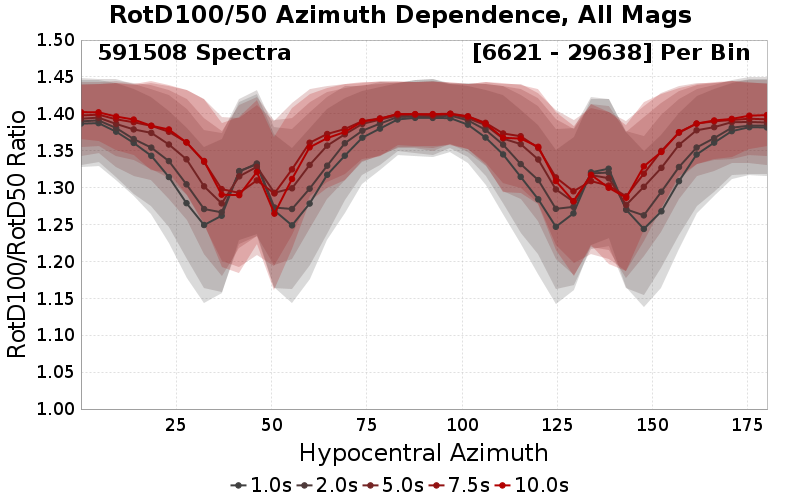 RotD100/50 Azimuth Dependence, All Mags
591508 Spectra
[6621 - 29638] Per Bin
RotD100/RotD50 Ratio
1.50
1.45
1.40
1.35
1.30
1.25
1.20
1.15
1.10
1.05
1.00
25 50 75 100 125 150 175
Hypocentral Azimuth
1.0s 2.0s 5.0s 7.5s 10.0s